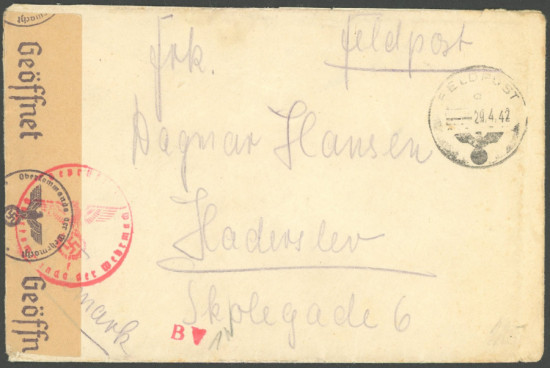 Feldpost
Frk.
FELDPOST
29.4.42
Dagmar Hansen
Haderslev
Skolegade 6
Geöffnet
Oberkommando der Wehrmacht
Geöffn
B